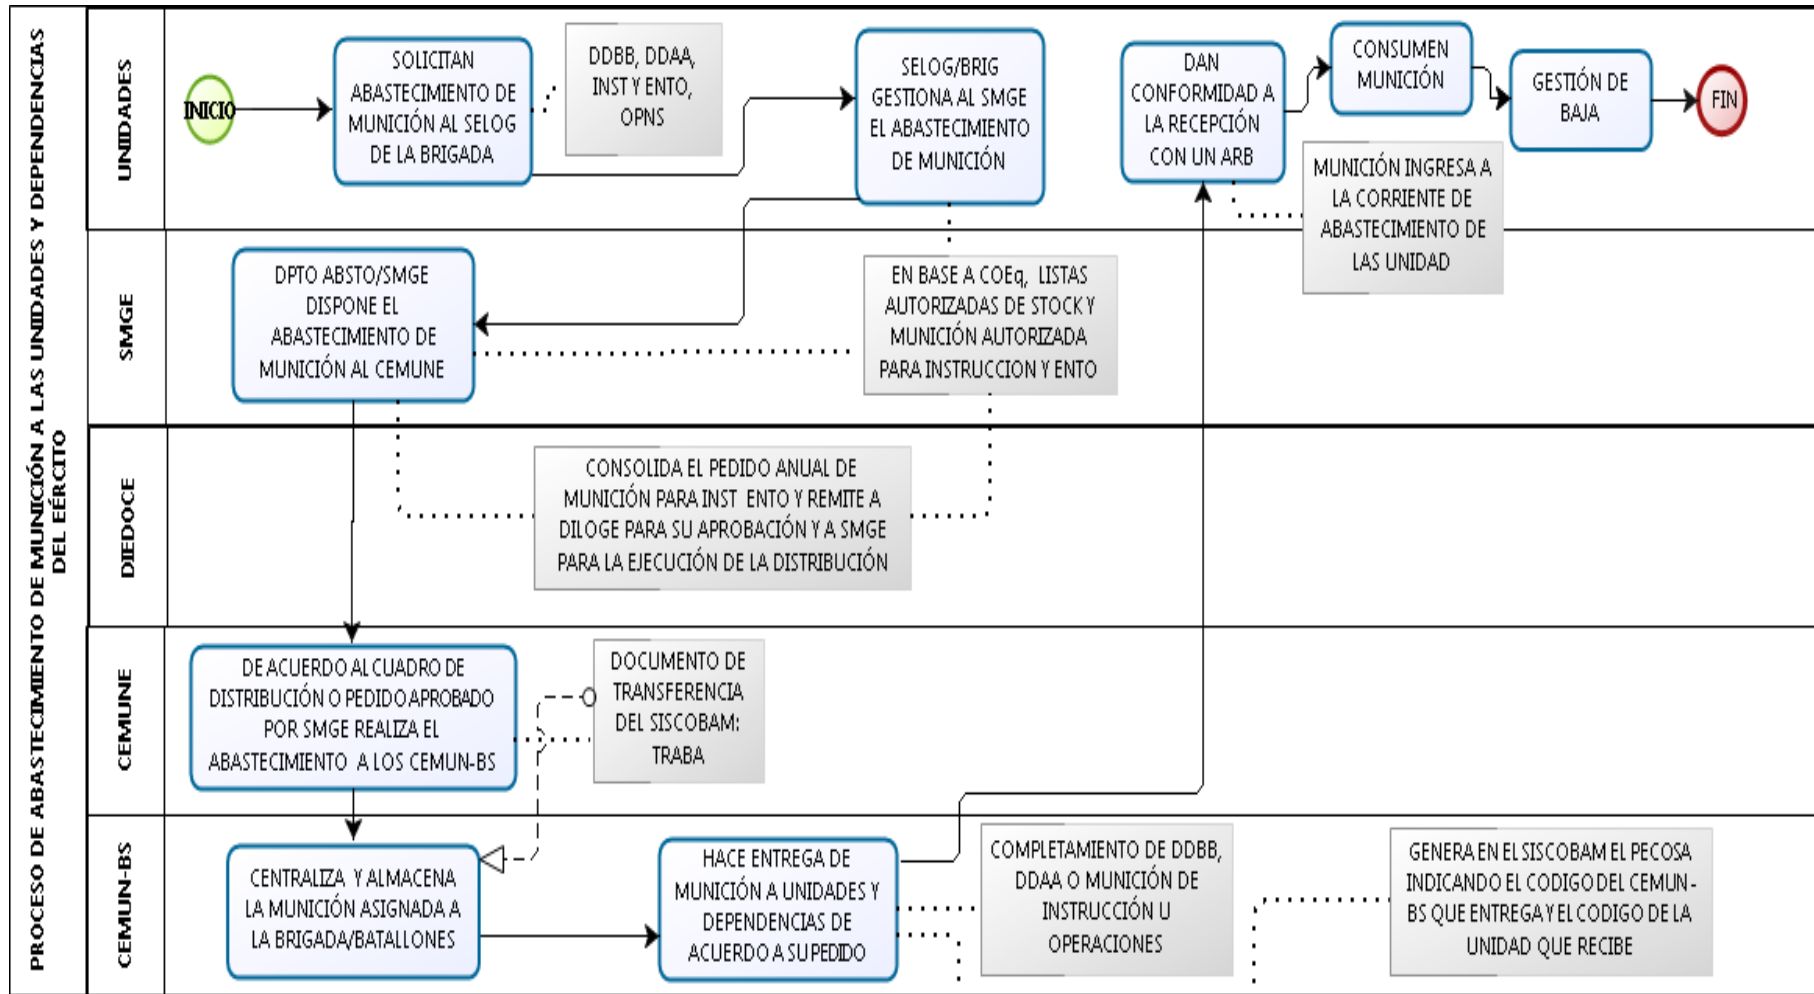 PROCESO DE ABASTECIMIENTO DE MUNICIÓN A LAS UNIDADES Y DEPENDENCIAS
DEL EÉRCITO
UNIDADES
INICIO
SOLICITAN
ABASTECIMIENTO DE
MUNICIÓN AL SELOG
DE LA BRIGADA
DDBB, DDAA,
INST Y ENTO,
OPNS
SELOG/BRIG
GESTIONA AL SMGE
EL ABASTECIMIENTO
DE MUNICIÓN
DAN
CONFORMIDAD A
LA RECEPCIÓN
CON UN ARB
CONSUMEN
MUNICIÓN
GESTIÓN DE
BAJA
FIN
MUNICIÓN INGRESA A
LA CORRIENTE DE
ABASTECIMIENTO DE
LAS UNIDAD
SMGE
DPTO ABSTO/SMGE
DISPONE EL
ABASTECIMIENTO DE
MUNICIÓN AL CEMUNE
EN BASE A COEq, LISTAS
AUTORIZADAS DE STOCK Y
MUNICIÓN AUTORIZADA
PARA INSTRUCCION Y ENTO
DIEDOCE
CONSOLIDA EL PEDIDO ANUAL DE
MUNICIÓN PARA INST ENTO Y REMITE A
DILOGE PARA SU APROBACIÓN Y A SMGE
PARA LA EJECUCIÓN DE LA DISTRIBUCIÓN
CEMUNE
DE ACUERDO AL CUADRO DE
DISTRIBUCIÓN O PEDIDO APROBADO
POR SMGE REALIZA EL
ABASTECIMIENTO A LOS CEMUN-BS
DOCUMENTO DE
TRANSFERENCIA
DEL SISCOBAM:
TRABA
CEMUN-BS
CENTRALIZA Y ALMACENA
LA MUNICIÓN ASIGNADA A
LA BRIGADA/BATALLONES
HACE ENTREGA DE
MUNICIÓN A UNIDADES Y
DEPENDENCIAS DE
ACUERDO A SU PEDIDO
COMPLETAMIENTO DE DDBB,
DDAA O MUNICIÓN DE
INSTRUCCIÓN U
OPERACIONES
GENERA EN EL SISCOBAM EL PECOSA
INDICANDO EL CODIGO DEL CEMUN-
BS QUE ENTREGA Y EL CODIGO DE LA
UNIDAD QUE RECIBE